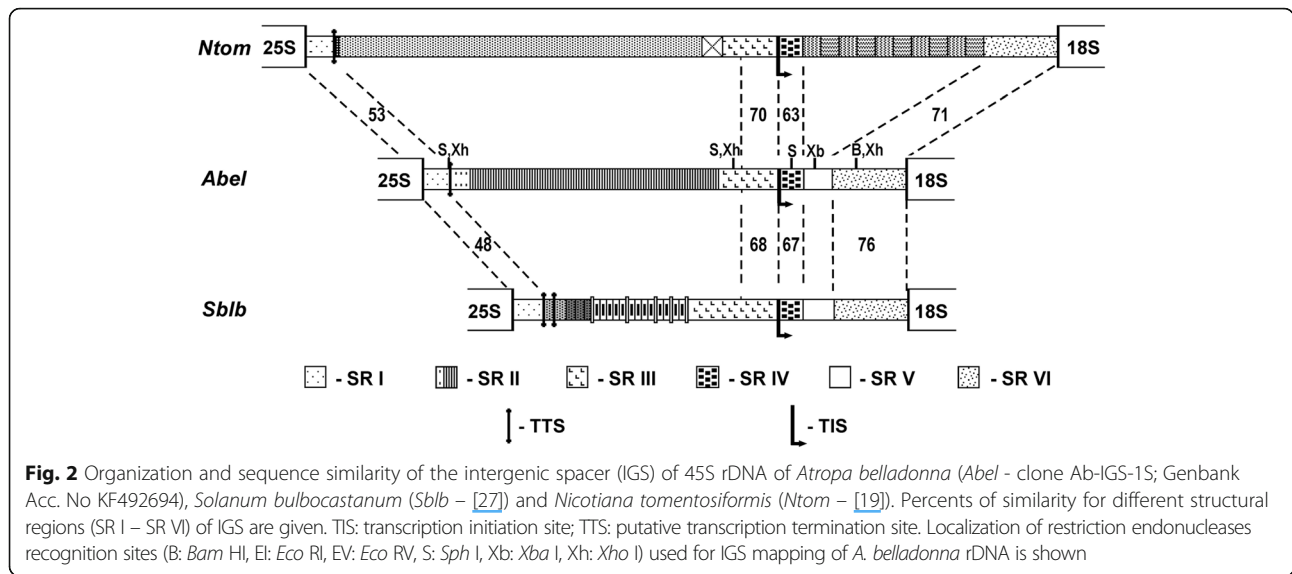 Ntom 25S 18S
53 70 63 71
S,Xh S,Xh S Xb B,Xh
Abel 25S 18S
48 68 67 76
Sblb 25S 18S
- SR I - SR II - SR III - SR IV - SR V - SR VI
- TTS - TIS
Fig. 2 Organization and sequence similarity of the intergenic spacer (IGS) of 45S rDNA of Atropa belladonna (Abel - clone Ab-IGS-1S; Genbank
Acc. No KF492694), Solanum bulbocastanum (Sblb – [27]) and Nicotiana tomentosiformis (Ntom – [19]). Percents of similarity for different structural
regions (SR I – SR VI) of IGS are given. TIS: transcription initiation site; TTS: putative transcription termination site. Localization of restriction endonucleases
recognition sites (B: Bam HI, EI: Eco RI, EV: Eco RV, S: Sph I, Xb: Xba I, Xh: Xho I) used for IGS mapping of A. belladonna rDNA is shown